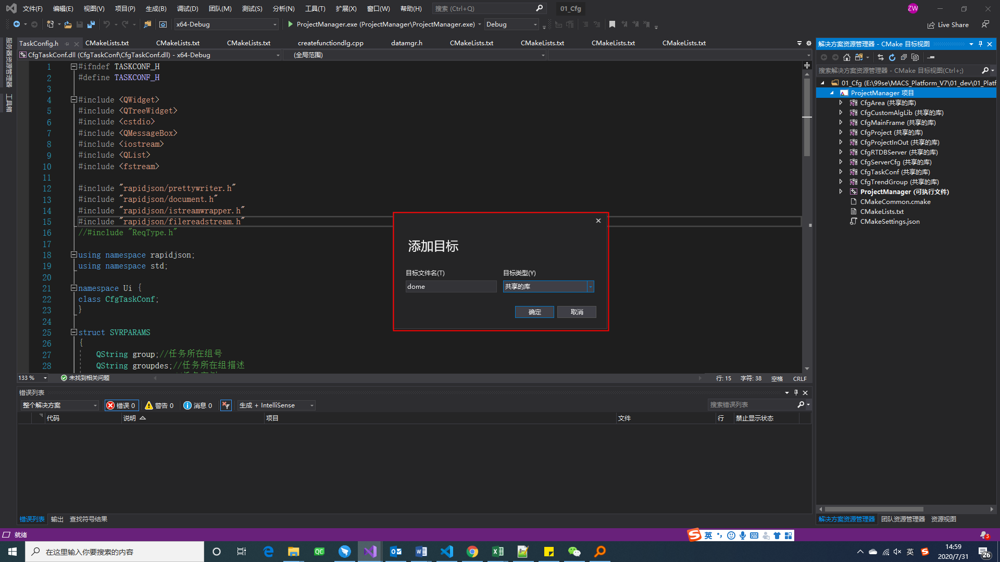 文件(F) 编辑(E) 视图(V) 项目(P) 生成(B) 调试(D) 团队(M) 测试(S) 分析(N) 工具(T) 扩展(X) 窗口(W) 帮助(H) 搜索 (Ctrl+Q) 01_Cfg ZW
x64-Debug ProjectManager.exe (ProjectManager\ProjectManager.exe) Debug Live Share
服务器资源管理器
工具箱
TaskConfig.h CMakeLists.txt CMakeLists.txt CMakeLists.txt createfunctiondlg.cpp datamgr.h CMakeLists.txt CMakeLists.txt CMakeLists.txt CMakeLists.txt
CfgTaskConf.dll (CfgTaskConf\CfgTaskConf.dll) - x64-Debug (全局范围)
1 #ifndef TASKCONF_H
2 #define TASKCONF_H
3
4 #include <QWidget>
5 #include <QTreeWidget>
6 #include <cstdio>
7 #include <QMessageBox>
8 #include <iostream>
9 #include <QList>
10 #include <fstream>
11
12 #include "rapidjson/prettywriter.h"
13 #include "rapidjson/document.h"
14 #include "rapidjson/istreamwrapper.h"
15 #include "rapidjson/filereadstream.h"
16 //#include "ReqType.h"
17
18 using namespace rapidjson;
19 using namespace std;
20
21 namespace Ui {
22 class CfgTaskConf;
23 }
24
25 struct SVRPARAMS
26 {
27 QString group;//任务所在组号
28 QString groupdes;//任务所在组描述
133 % 未找到相关问题 行: 15 字符: 38 空格 CRLF
添加目标
目标文件名(T) 目标类型(Y)
dome 共享的库
确定 取消
错误列表
整个解决方案 错误 0 警告 0 消息 0 生成 + IntelliSense 搜索错误列表
代码 说明 项目 文件 行 禁止显示状态
错误列表 输出 查找符号结果
解决方案资源管理器 - CMake 目标视图
搜索解决方案资源管理器 - CMake 目标视图(Ctrl+;)
01_Cfg (E:\99se\MACS_Platform_V7\01_dev\01_Platf
ProjectManager 项目
CfgArea (共享的库)
CfgCustomAlgLib (共享的库)
CfgMainFrame (共享的库)
CfgProject (共享的库)
CfgProjectInOut (共享的库)
CfgRTDBServer (共享的库)
CfgServerCfg (共享的库)
CfgTaskConf (共享的库)
CfgTrendGroup (共享的库)
ProjectManager (可执行文件)
CMakeCommon.cmake
CMakeLists.txt
CMakeSettings.json
解决方案资源管理器 团队资源管理器 资源视图
就绪 英 3
在这里输入你要搜索的内容 QC 英 14:59
2020/7/31 26